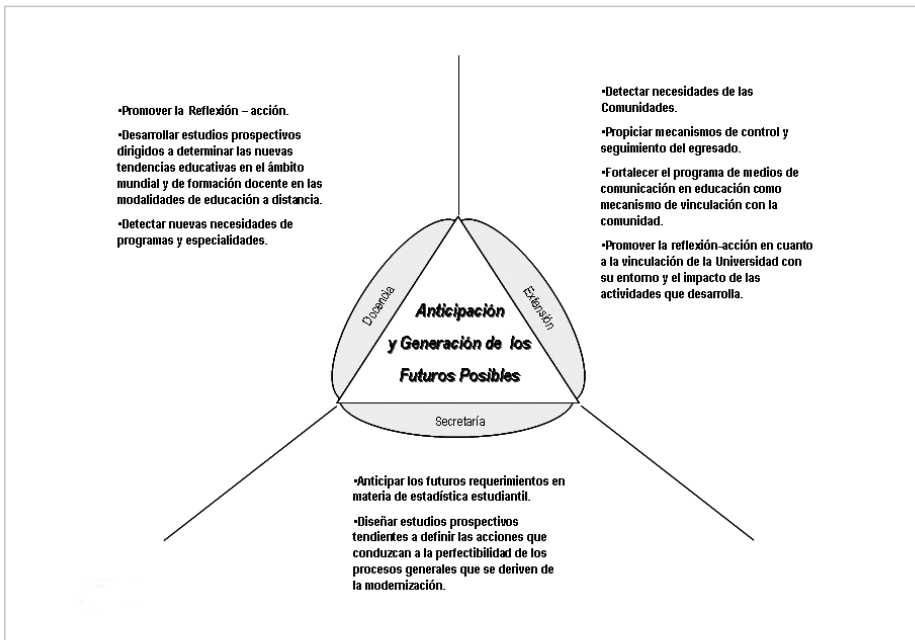 •Promover la Reflexión – acción.
•Desarrollar estudios prospectivos
dirigidos a determinar las nuevas
tendencias educativas en el ámbito
mundial y de formación docente en las
modalidades de educación a distancia.
•Detectar nuevas necesidades de
programas y especialidades.
•Detectar necesidades de las
Comunidades.
•Propiciar mecanismos de control y
seguimiento del egresado.
•Fortalecer el programa de medios de
comunicación en educación como
mecanismo de vinculación con la
comunidad.
•Promover la reflexión-acción en cuanto
a la vinculación de la Universidad con
su entorno y el impacto de las
actividades que desarrolla.
Docencia
Extensión
Anticipación
y Generación de los
Futuros Posibles
Secretaría
•Anticipar los futuros requerimientos en
materia de estadística estudiantil.
•Diseñar estudios prospectivos
tendientes a definir las acciones que
conduzcan a la perfectibilidad de los
procesos generales que se deriven de
la modernización.